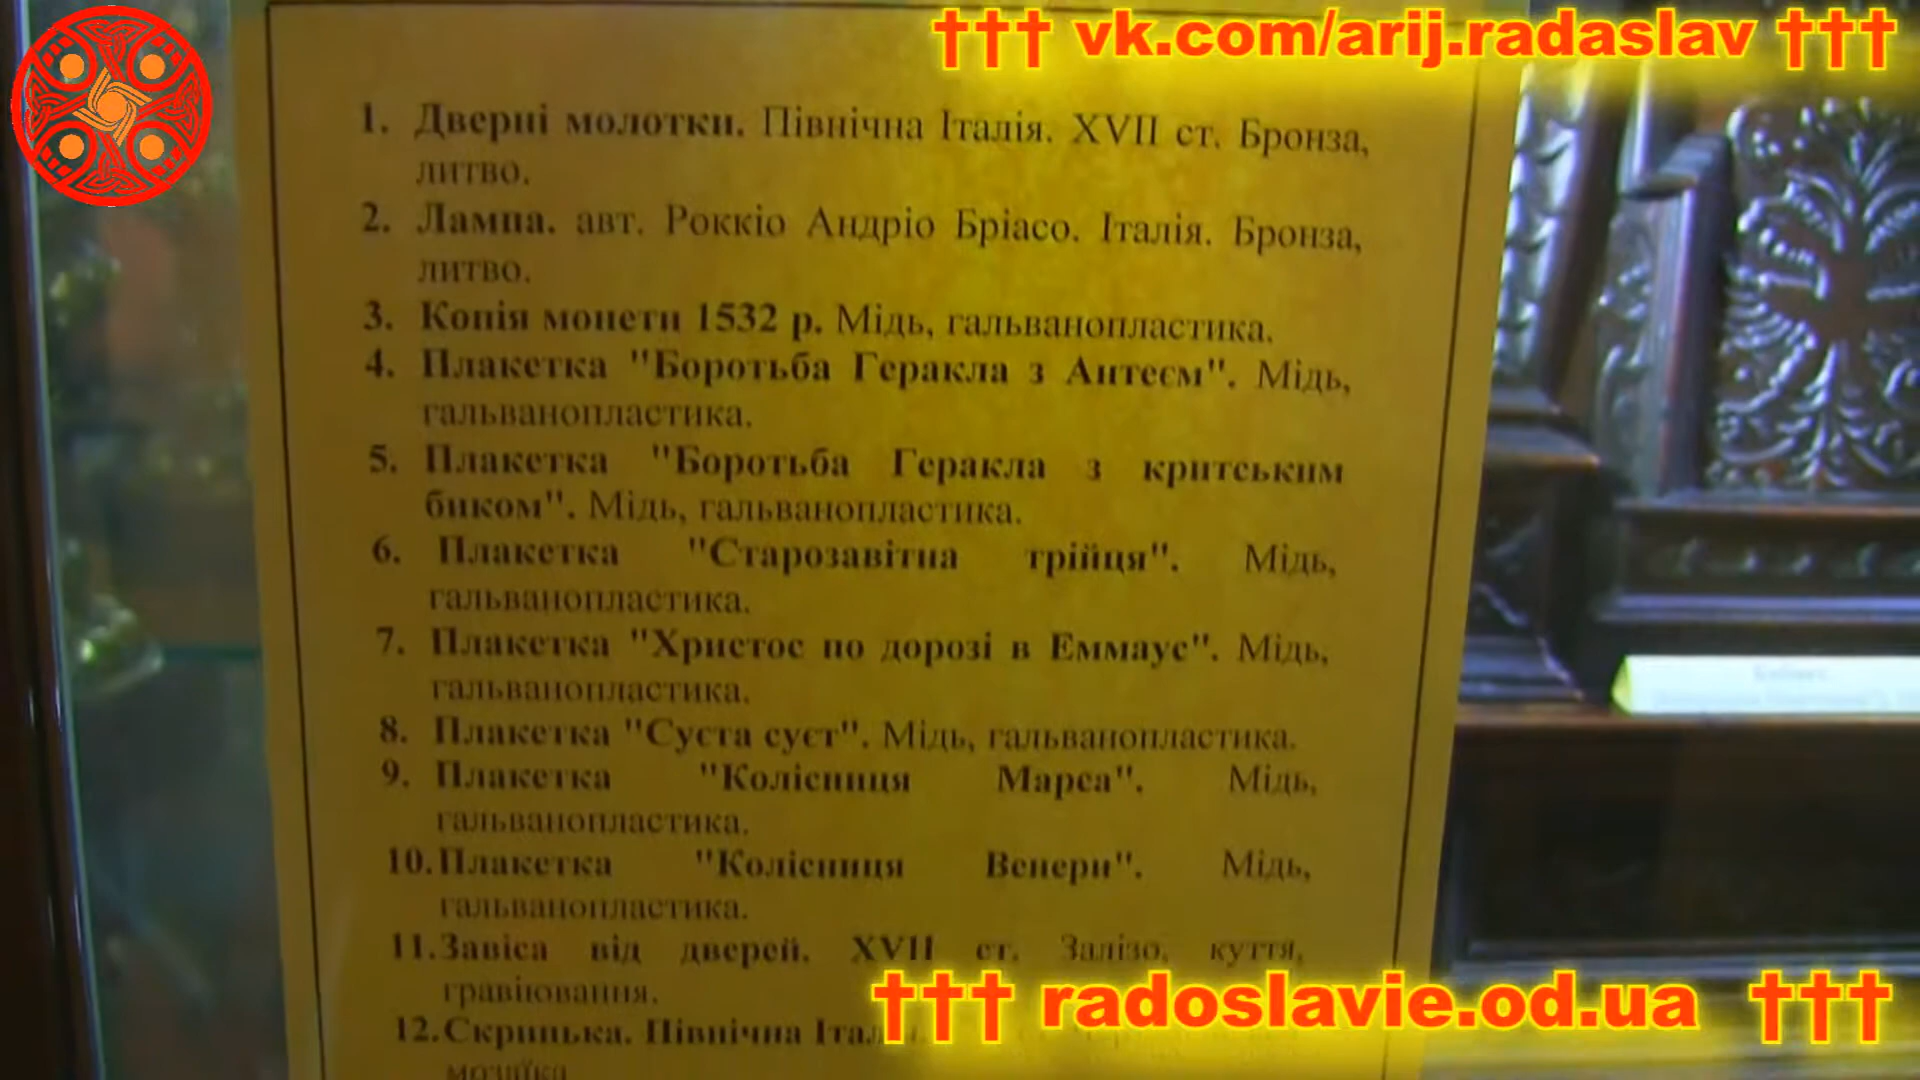 ††† vk.com/arij.radaslav †††
1. Дверні молотки. Північна Італія. XVII ст. Бронза,
литво.
2. Лампа. авт. Роккіо Андріо Бріасо. Італія. Бронза,
литво.
3. Копія монети 1532 р. Мідь, гальванопластика.
4. Плакетка "Боротьба Геракла з Антеєм". Мідь,
гальванопластика.
5. Плакетка "Боротьба Геракла з критським
биком". Мідь, гальванопластика.
6. Плакетка "Старозавітна трійця". Мідь,
гальванопластика.
7. Плакетка "Христос по дорозі в Еммаус". Мідь,
гальванопластика.
8. Плакетка "Суєта суєт". Мідь, гальванопластика.
9. Плакетка "Колісниця Марса". Мідь,
гальванопластика.
10. Плакетка "Колісниця Венери". Мідь,
гальванопластика.
11. Завіса від дверей. XVII ст. Залізо, куття,
гравіювання.
12. Скринька. Північна Італ
мозаїка
††† radoslavie.od.ua †††